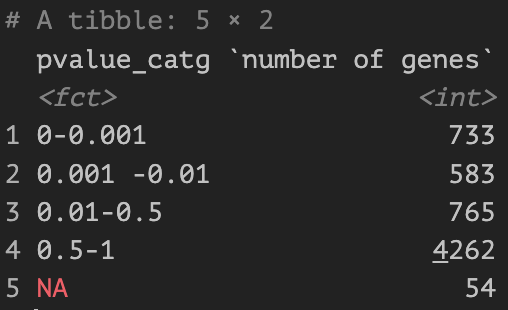 # A tibble: 5 × 2
pvalue_catg `number of genes`
<fct> <int>
1 0-0.001 733
2 0.001 -0.01 583
3 0.01-0.5 765
4 0.5-1 4262
5 NA 54